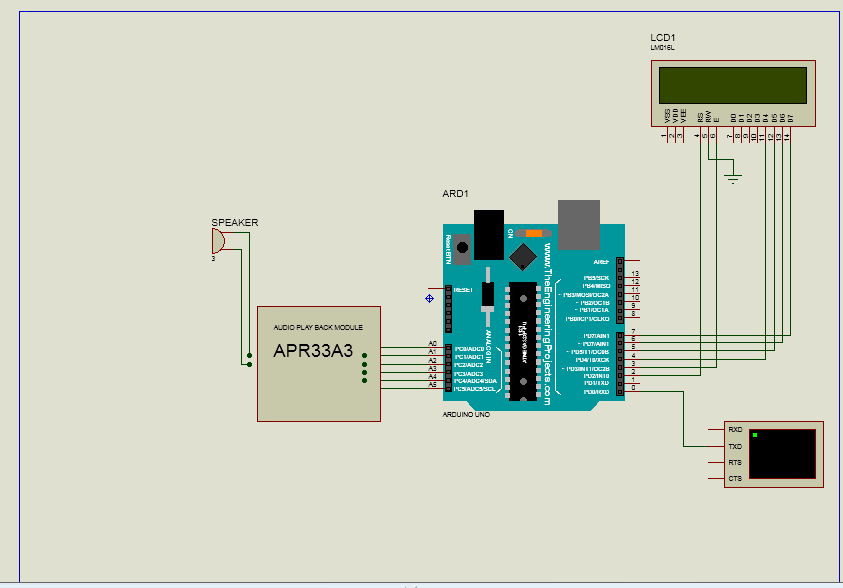 LCD1
LM016L
VSS
VDD
VEE
RS
RW
E
D0
D1
D2
D3
D4
D5
D6
D7
1
2
3
4
5
6
7
8
9
10
11
12
13
14
ARD1
SPEAKER
3
Reset BTN
ON
www.TheEngineeringProjects.com
RESET
ANALOG IN
AREF
13
12
11
10
9
8
PB5/SCK
PB4/MISO
~ PB3/MOSI/OC2A
~ PB2/OC1B
~ PB1/OC1A
PB0/ICP1/CLKO
7
6
5
4
3
2
1
0
PD7/AIN1
~ PD5/T1/OC0B
PD4/T0/XCK
PD2/INT0
PD1/TXD
PD0/RXD
AUDIO PLAY BACK MODULE
APR33A3
A0
A1
A2
A3
A4
A5
PC0/ADC0
PC1/ADC1
PC2/ADC2
PC3/ADC3
PC4/ADC4/SDA
PC5/ADC5/SCL
ARDUINO UNO
RXD
TXD
RTS
CTS